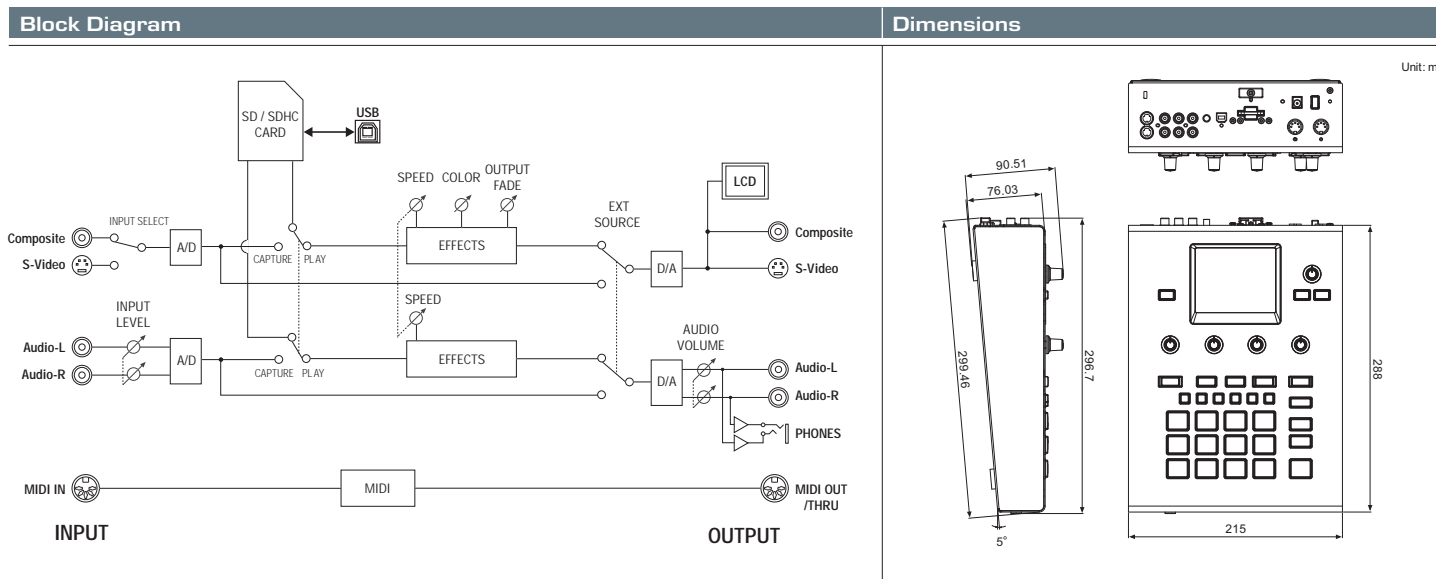 Block Diagram
Dimensions
Unit: m
SD / SDHC
CARD
USB
SPEED
COLOR
OUTPUT
FADE
LCD
EXT
SOURCE
INPUT SELECT
Composite
S-Video
A/D
CAPTURE
PLAY
EFFECTS
D/A
Composite
S-Video
INPUT
LEVEL
SPEED
AUDIO
VOLUME
Audio-L
Audio-R
A/D
CAPTURE
PLAY
EFFECTS
D/A
Audio-L
Audio-R
PHONES
MIDI IN
MIDI
MIDI OUT
/THRU
INPUT
OUTPUT
90.51
76.03
299.46
296.7
5°
288
215